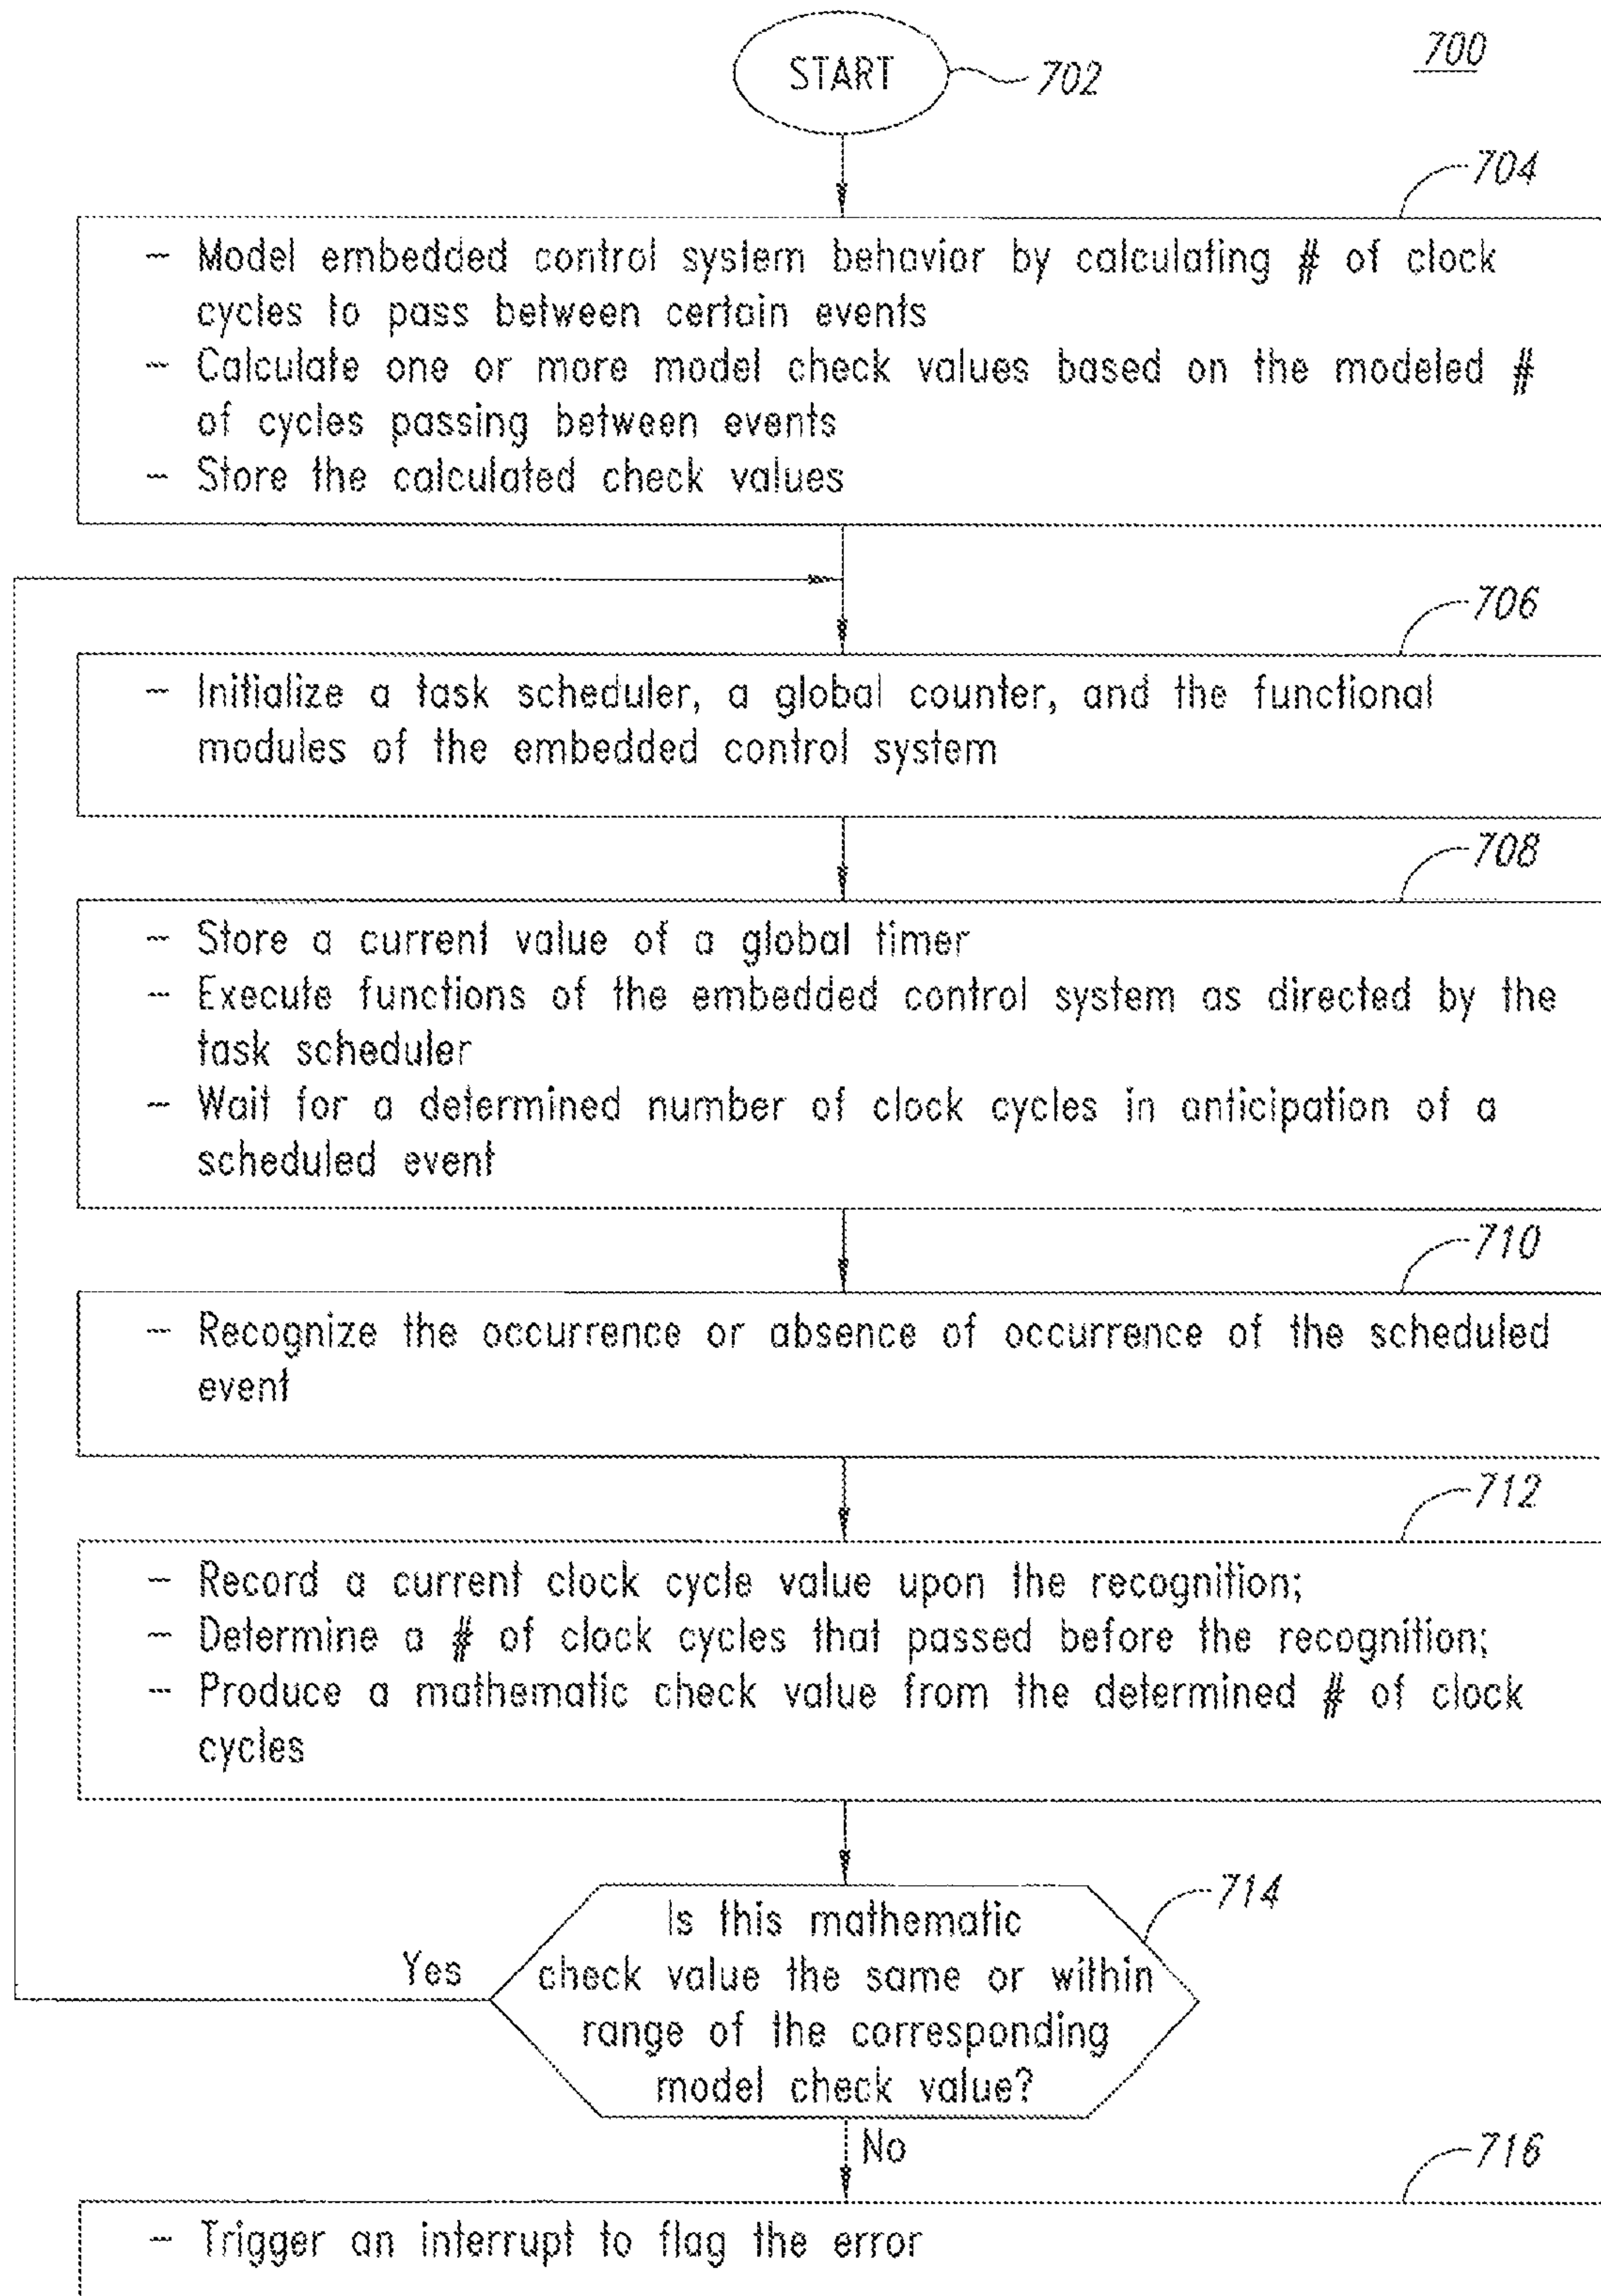 700
START
702
704
- Model embedded control system behavior by calculating # of clock
cycles to pass between certain events
- Calculate one or more model check values based on the modeled #
of cycles passing between events
- Store the calculated check values
706
- Initialize a task scheduler, a global counter, and the functional
modules of the embedded control system
708
- Store a current value of a global timer
- Execute functions of the embedded control system as directed by the
task scheduler
- Wait for a determined number of clock cycles in anticipation of a
scheduled event
710
- Recognize the occurrence or absence of occurrence of the scheduled
event
712
- Record a current clock cycle value upon the recognition;
- Determine a # of clock cycles that passed before the recognition;
- Produce a mathematic check value from the determined # of clock
cycles
714
Is this mathematic
check value the same or within
range of the corresponding
model check value?
Yes
No
716
- Trigger an interrupt to flag the error